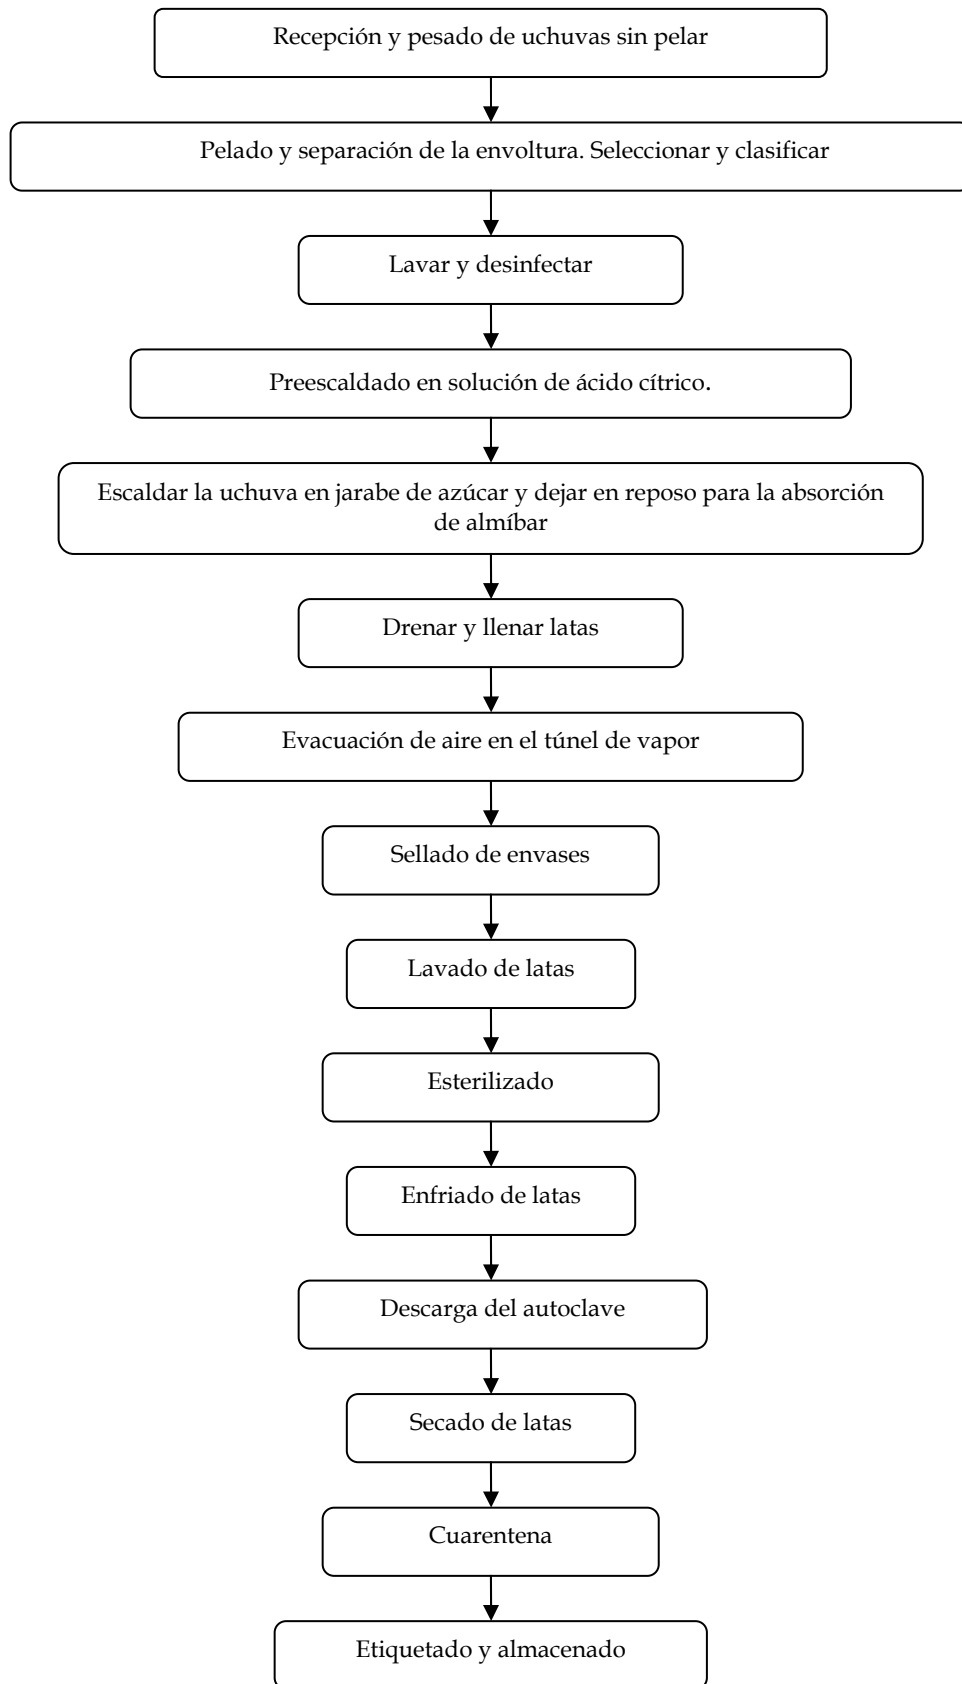 Recepción y pesado de uchuvas sin pelar
Pelado y separación de la envoltura. Seleccionar y clasificar
Lavar y desinfectar
Preescaldado en solución de ácido cítrico.
Escaldar la uchuva en jarabe de azúcar y dejar en reposo para la absorción
de almíbar
Drenar y llenar latas
Evacuación de aire en el túnel de vapor
Sellado de envases
Lavado de latas
Esterilizado
Enfriado de latas
Descarga del autoclave
Secado de latas
Cuarentena
Etiquetado y almacenado